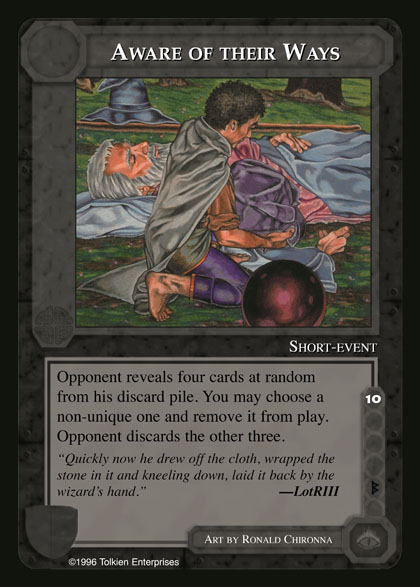 AWARE OF THEIR WAYS
SHORT-EVENT
Opponent reveals four cards at random
from his discard pile. You may choose a
non-unique one and remove it from play.
Opponent discards the other three.
10
“Quickly now he drew off the cloth, wrapped the
stone in it and kneeling down, laid it back by the
wizard’s hand.” —LotRIII
ART BY RONALD CHIRONNA
©1996 Tolkien Enterprises